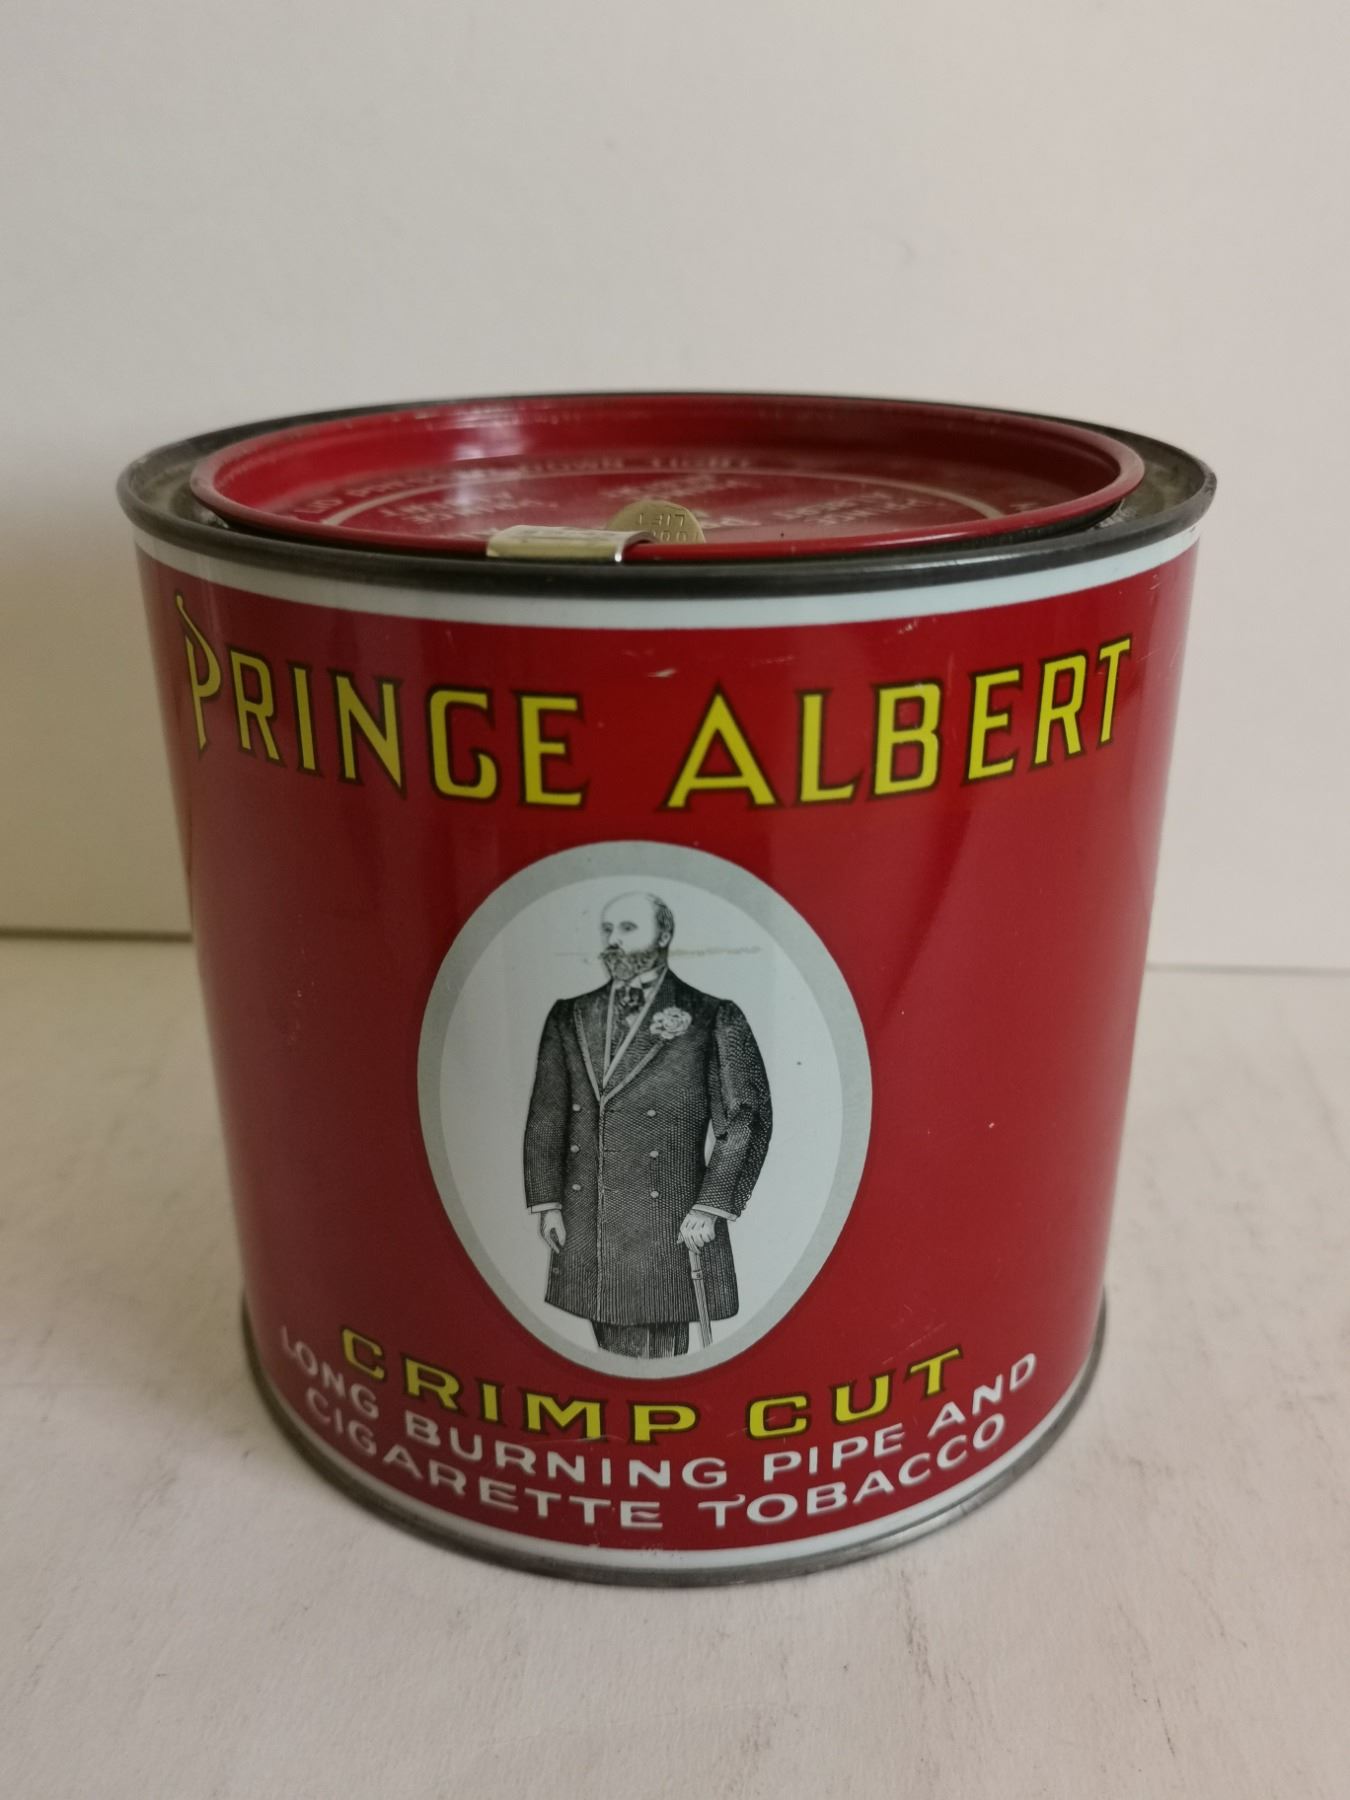 PRINCE ALBERT
CRIMP CUT
LONG BURNING PIPE AND
CIGARETTE TOBACCO